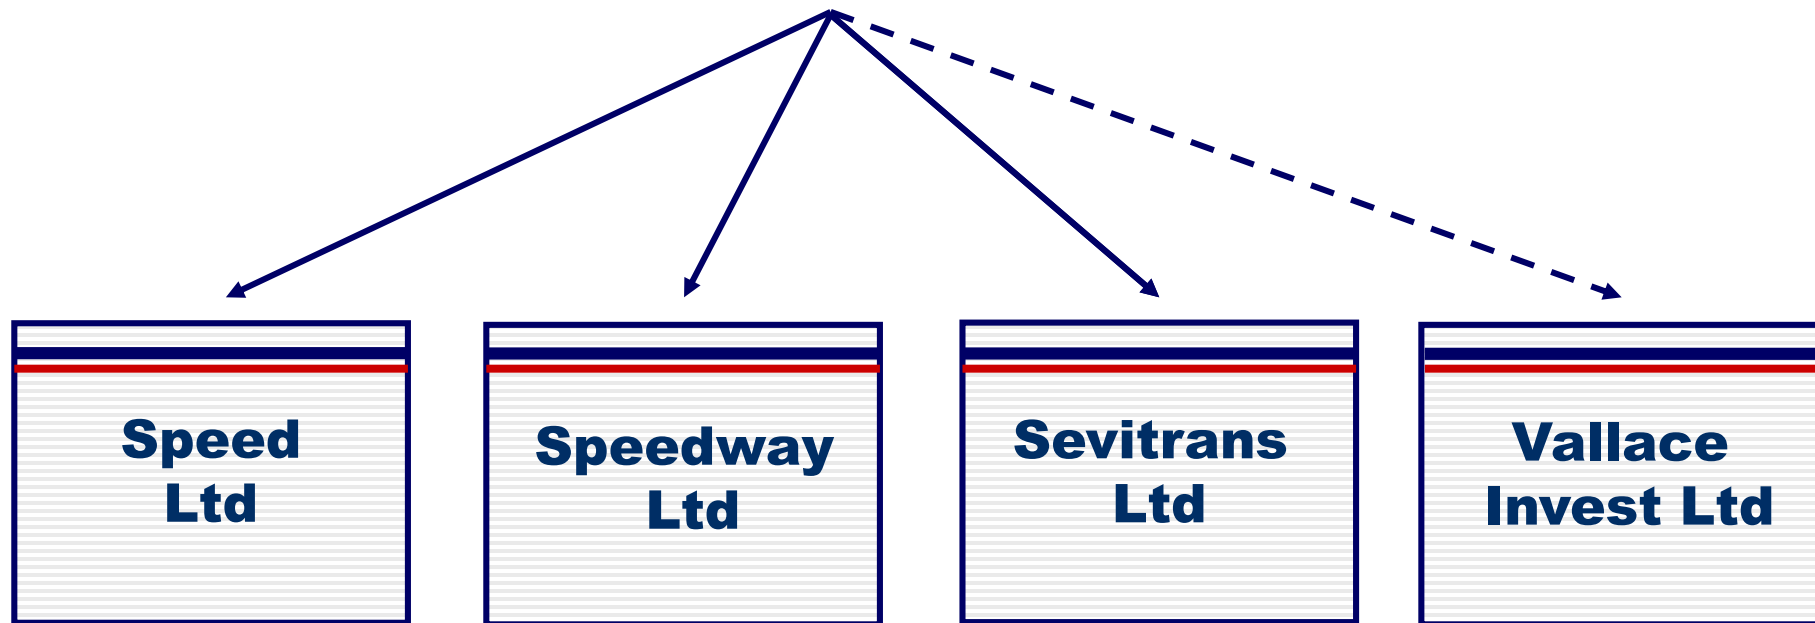 Speed
Ltd
Speedway
Ltd
Sevitrans
Ltd
Vallace
Invest Ltd